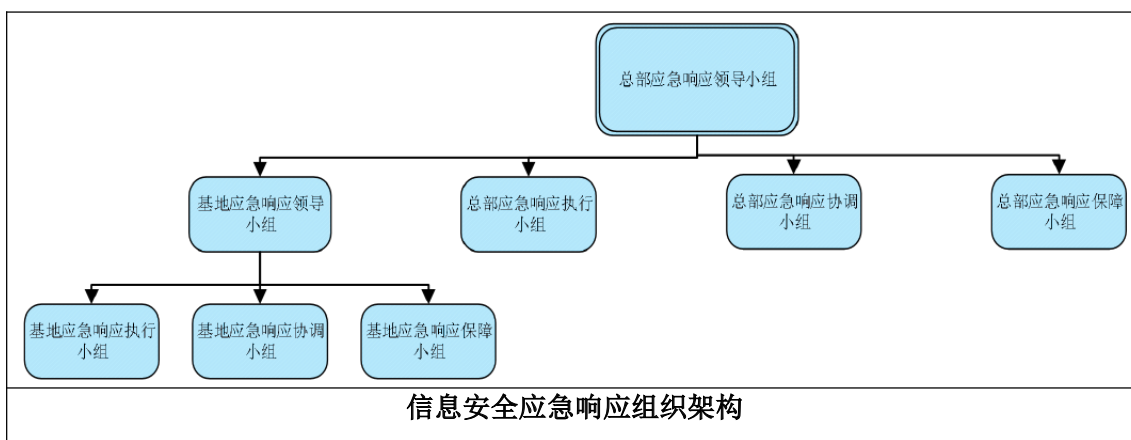 总部应急响应领导小组
基地应急响应领导
小组
总部应急响应执行
小组
总部应急响应协调
小组
总部应急响应保障
小组
基地应急响应执行
小组
基地应急响应协调
小组
基地应急响应保障
小组
信息安全应急响应组织架构